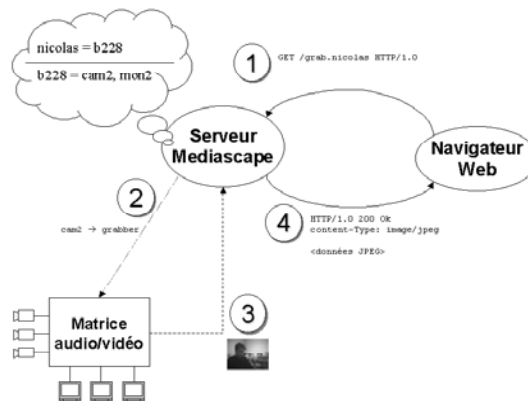 nicolas = b228
b228 = cam2, mon2
1
GET /grab.nicolas HTTP/1.0
Serveur
Mediascape
Navigateur
Web
2
cam2 → grabber
4
HTTP/1.0 200 Ok
content-Type: image/jpeg
<données JPEG>
3
Matrice
audio/vidéo